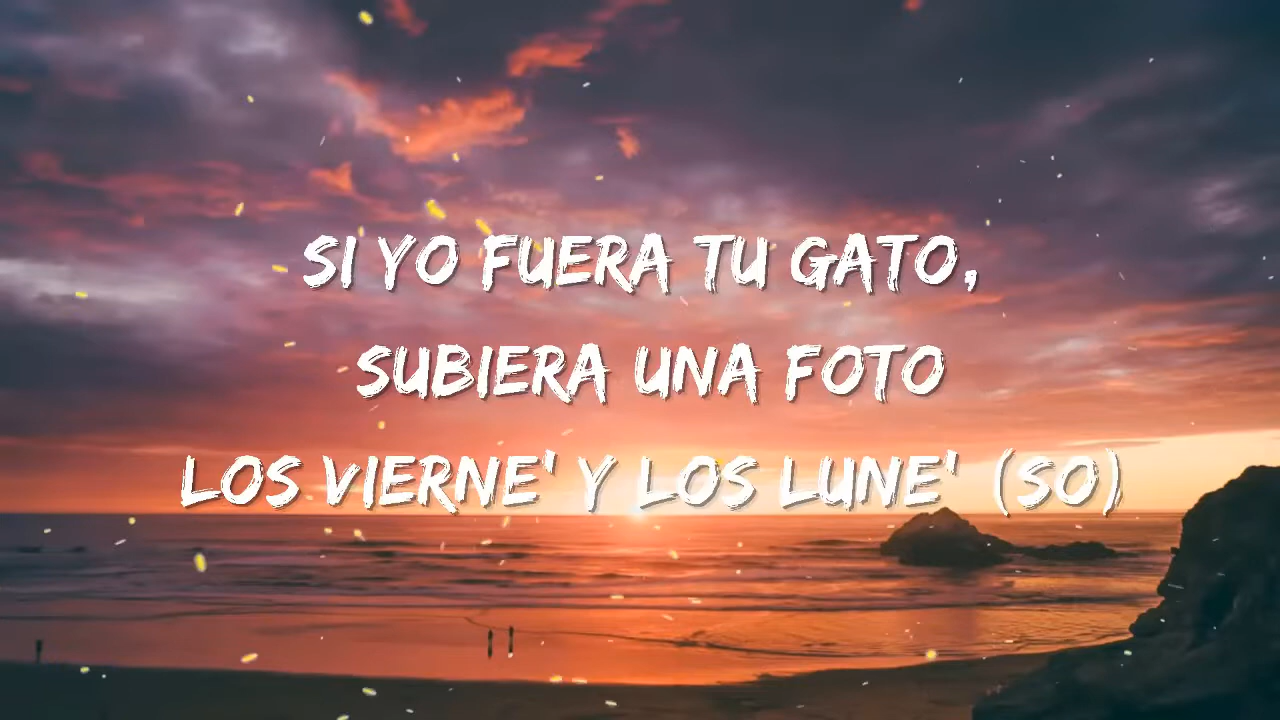 SI YO FUERA TU GATO,
SUBIERA UNA FOTO
LOS VIERNE' Y LOS LUNE' (SO)